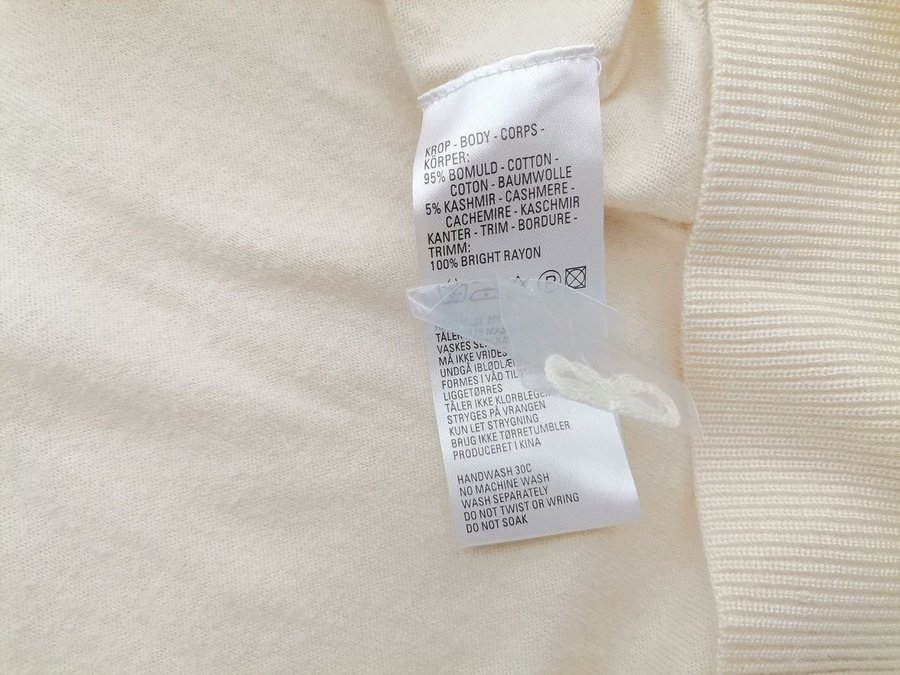 KROP - BODY - CORPS -
KÖRPER:
95% BOMULD - COTTON -
COTON - BAUMWOLLE
5% KASHMIR - CASHMERE -
CACHEMIRE - KASCHMIR
KANTER - TRIM - BORDURE -
TRIMM:
100% BRIGHT RAYON
P
TÅLER
VASKES
MÅ IKKE VRIDES
UNDGÅ
FORMES I VÅD
LIGGETØRRES
TÅLER IKKE
STRYGES PÅ VRANGEN
KUN LET STRYGNING
BRUG IKKE TØRRETUMBLER
PRODUCERET I KINA
HANDWASH 30C
NO MACHINE WASH
WASH SEPARATELY
DO NOT TWIST OR WRING
DO NOT SOAK